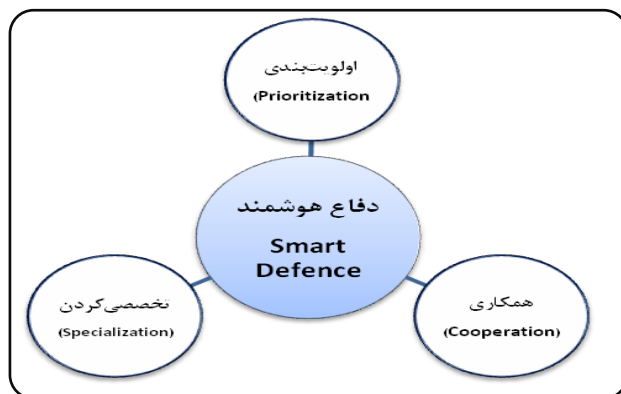 اولویت‌بندی
(Prioritization
دفاع هوشمند
Smart
Defence
تخصصی‌کردن
(Specialization)
همکاری
(Cooperation)